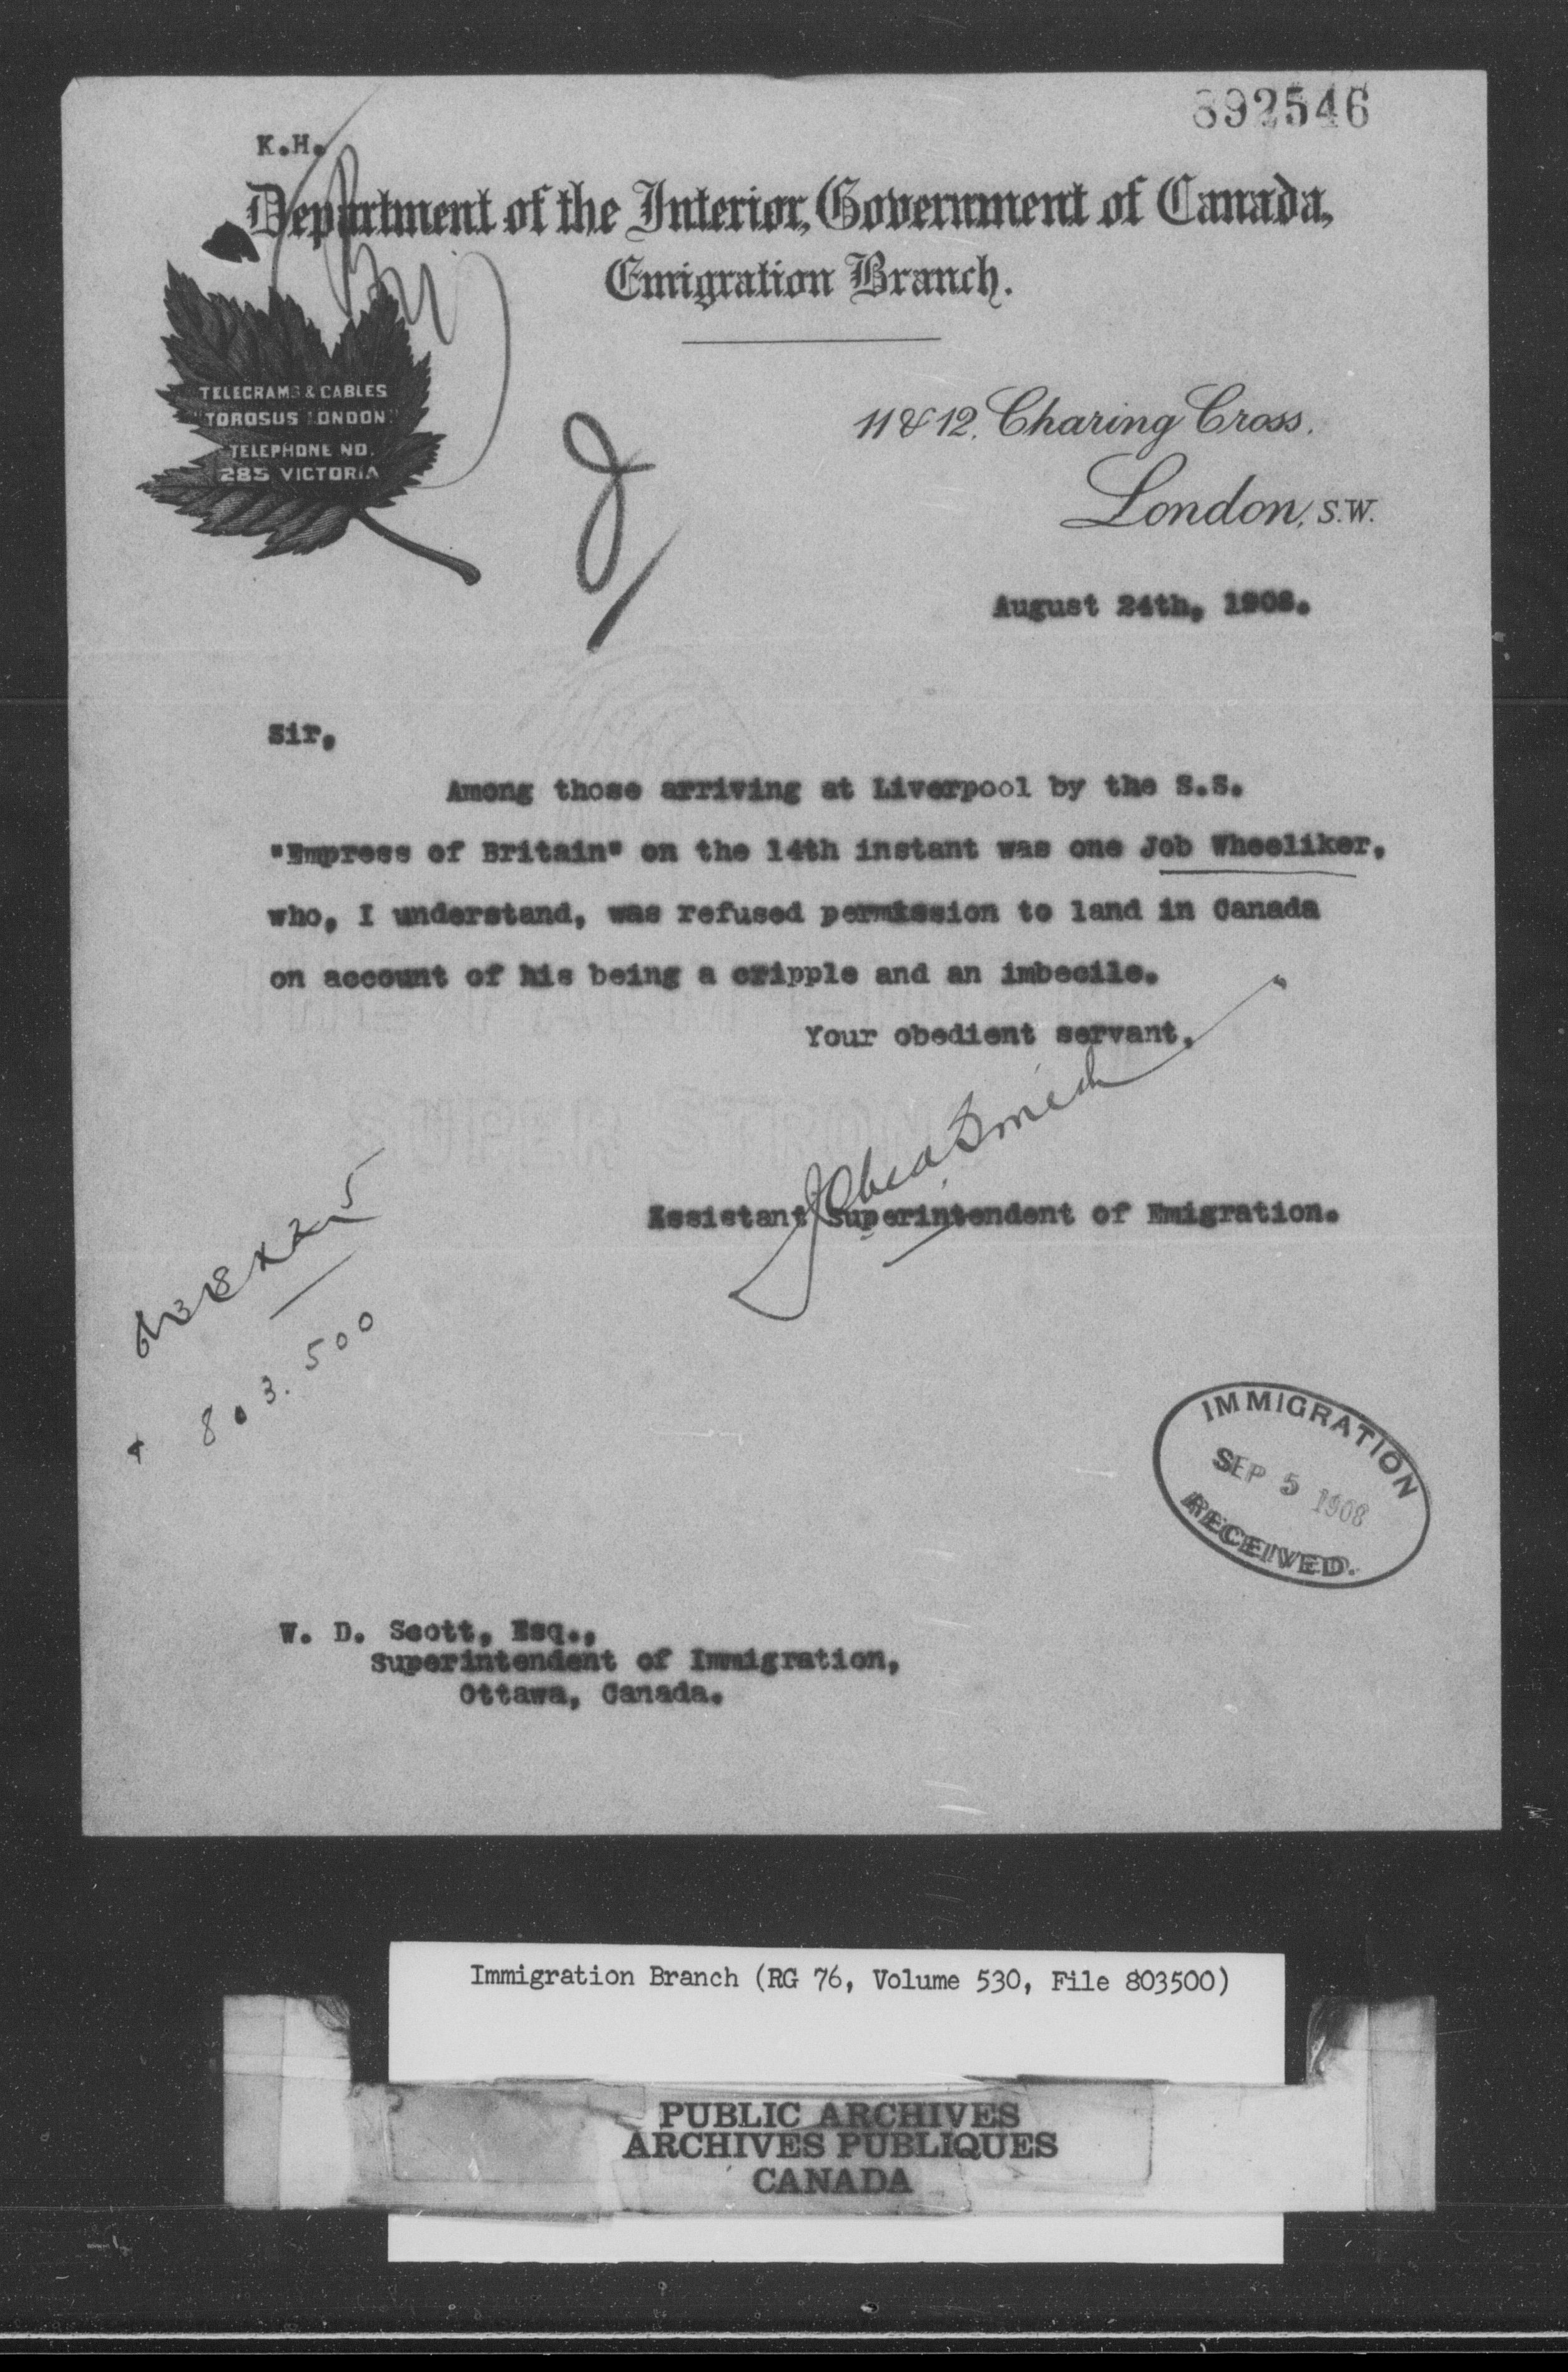 892546
K.H.
Department of the Interior, Government of Canada,
Emigration Branch.
TELEGRAMS & CABLES
"TOROSUS LONDON."
TELEPHONE NO.
285 VICTORIA
11 & 12, Charing Cross.
London, S.W.
August 24th, 1908.
Sir,
Among those arriving at Liverpool by the S.S.
"Empress of Britain" on the 14th instant was one Job Wheeliker,
who, I understand, was refused permission to land in Canada
on account of his being a cripple and an imbecile.
Your obedient servant,
J Obed Smith
Assistant Superintendent of Emigration.
803.500
IMMIGRATION
SEP 5 1908
RECEIVED.
W. D. Scott, Esq.,
Superintendent of Immigration,
Ottawa, Canada.
Immigration Branch (RG 76, Volume 530, File 803500)
PUBLIC ARCHIVES
ARCHIVES PUBLIQUES
CANADA